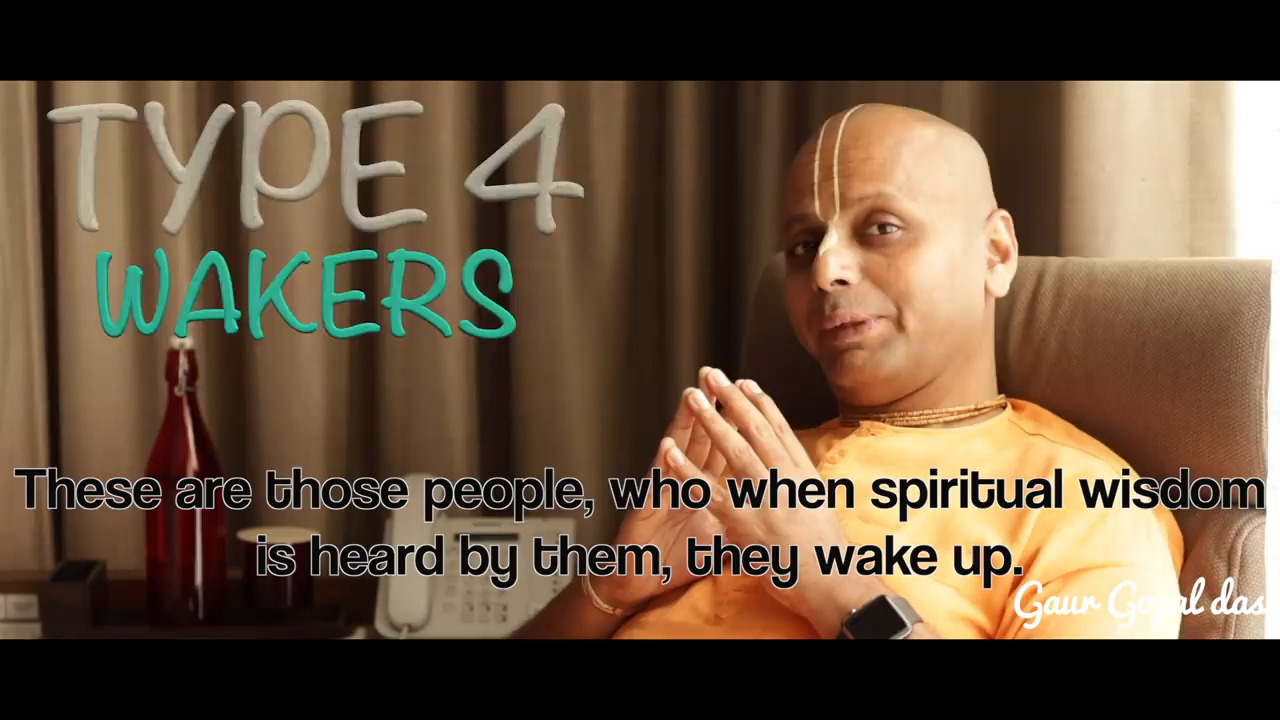 TYPE 4
WAKERS
These are those people, who when spiritual wisdom
is heard by them, they wake up.
Gaur Gopal das